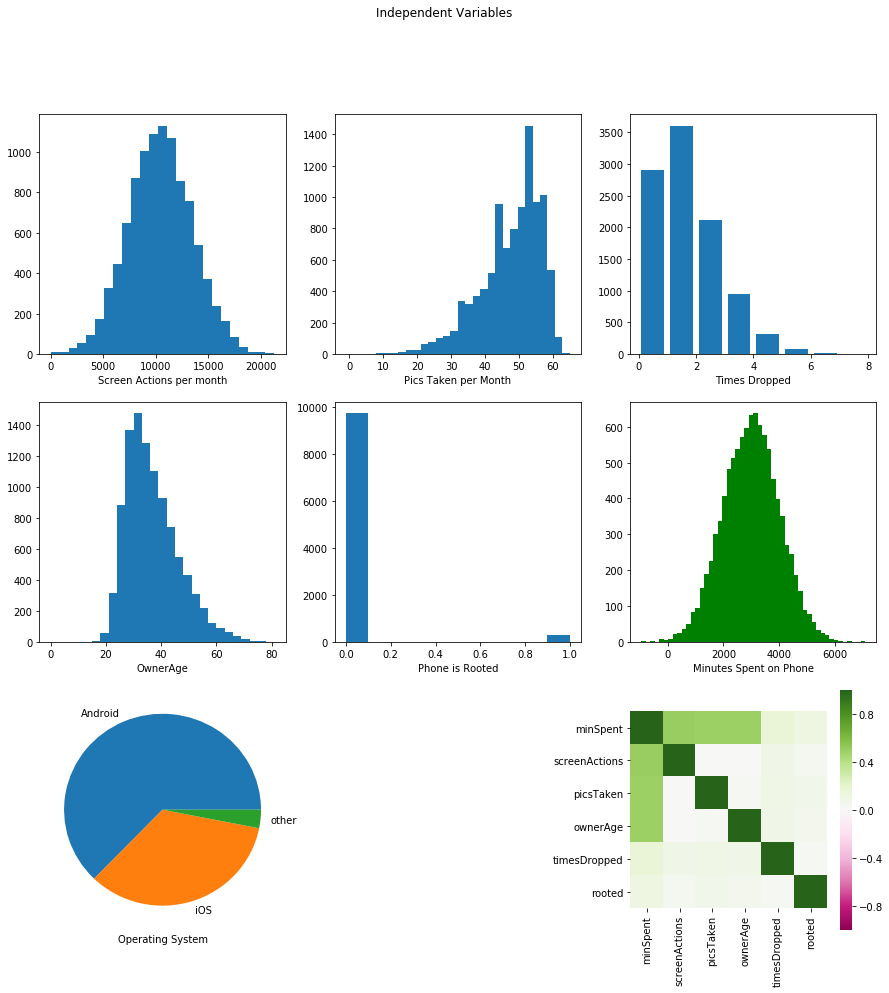 Independent Variables
1000
800
600
400
200
0
0 5000 10000 15000 20000
Screen Actions per month
1400
1200
1000
800
600
400
200
0
0 10 20 30 40 50 60
Pics Taken per Month
3500
3000
2500
2000
1500
1000
500
0
0 2 4 6 8
Times Dropped
1400
1200
1000
800
600
400
200
0
0 20 40 60 80
OwnerAge
10000
8000
6000
4000
2000
0
0.0 0.2 0.4 0.6 0.8 1.0
Phone is Rooted
600
500
400
300
200
100
0
0 2000 4000 6000
Minutes Spent on Phone
Android
other
iOS
Operating System
minSpent
screenActions
picsTaken
ownerAge
timesDropped
rooted
minSpent
screenActions
picsTaken
ownerAge
timesDropped
rooted
0.8
0.4
0.0
−0.4
−0.8